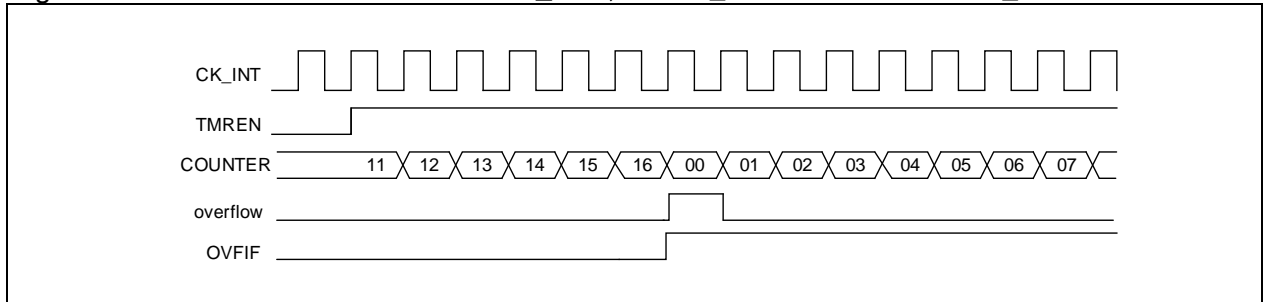 CK_INT
TMREN
COUNTER 11 12 13 14 15 16 00 01 02 03 04 05 06 07
overflow
OVFIF